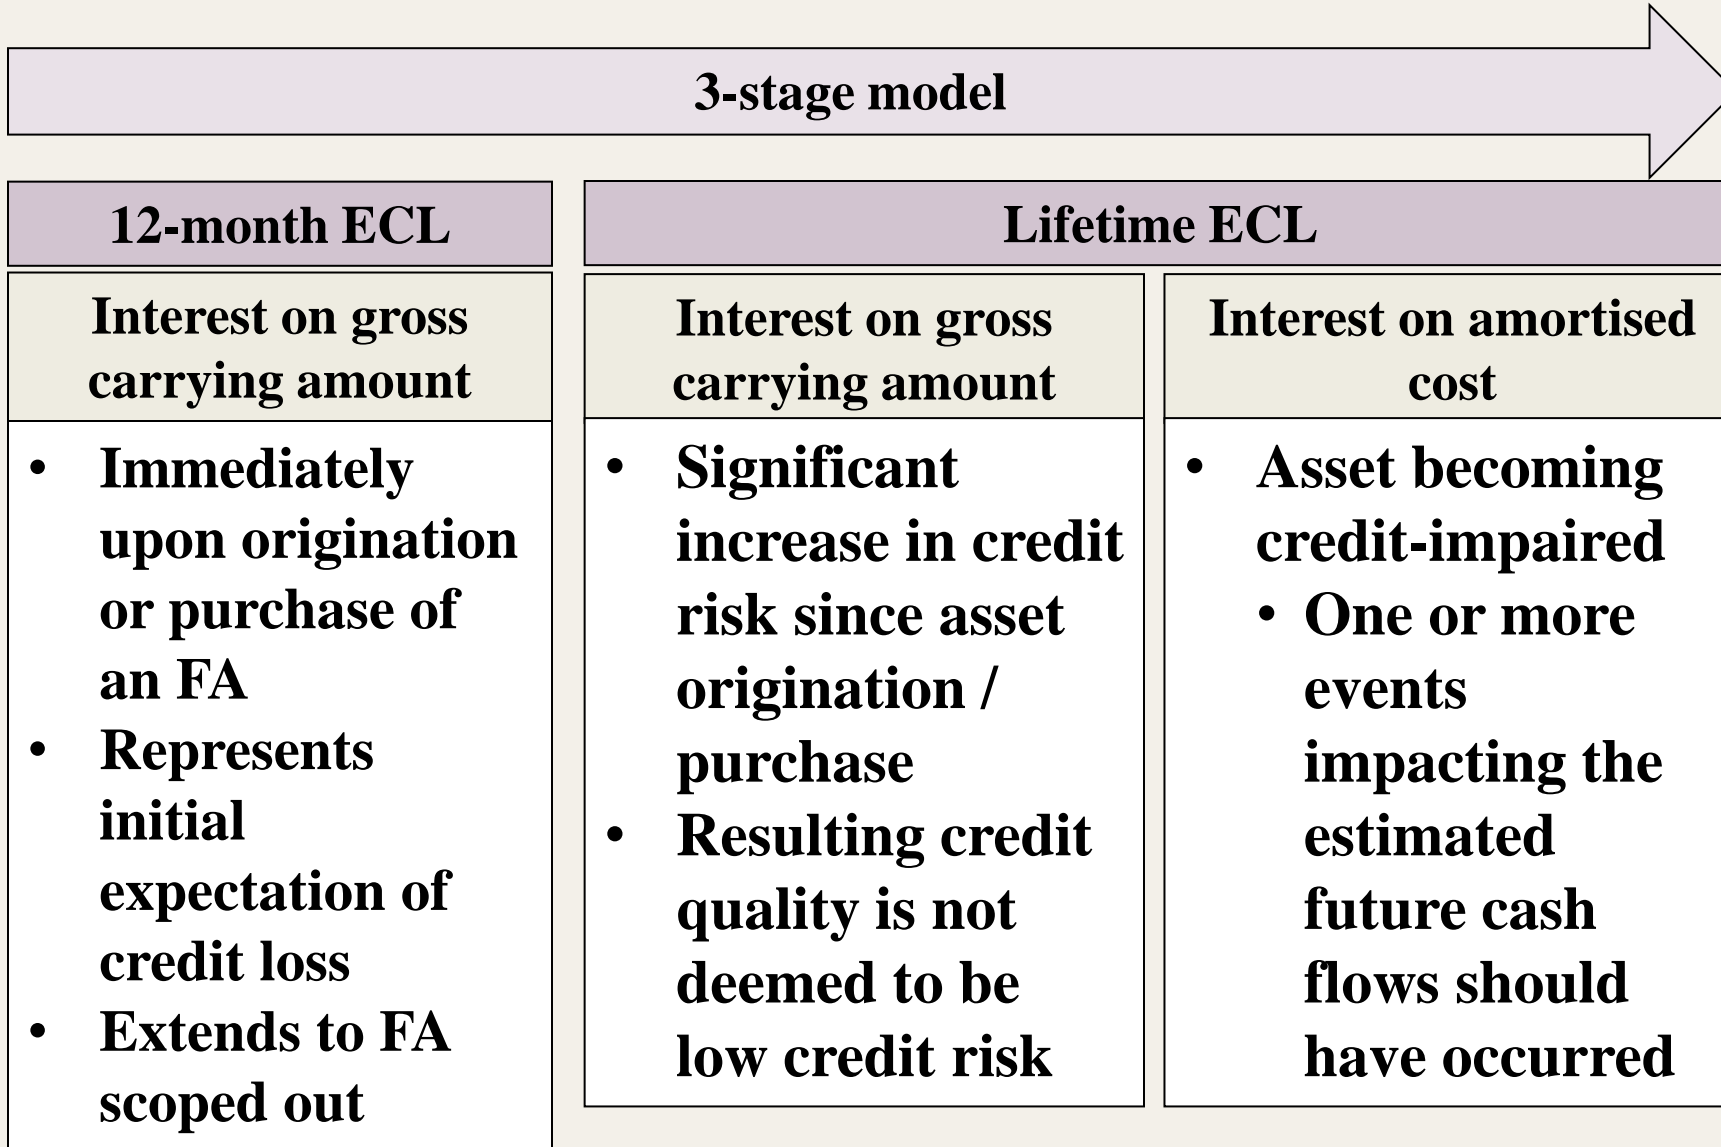 3-stage model
12-month ECL
Lifetime ECL
Interest on gross
carrying amount
• Immediately
upon origination
or purchase of
an FA
• Represents
initial
expectation of
credit loss
• Extends to FA
scoped out
Interest on gross
carrying amount
• Significant
increase in credit
risk since asset
origination /
purchase
• Resulting credit
quality is not
deemed to be
low credit risk
Interest on amortised
cost
• Asset becoming
credit-impaired
• One or more
events
impacting the
estimated
future cash
flows should
have occurred